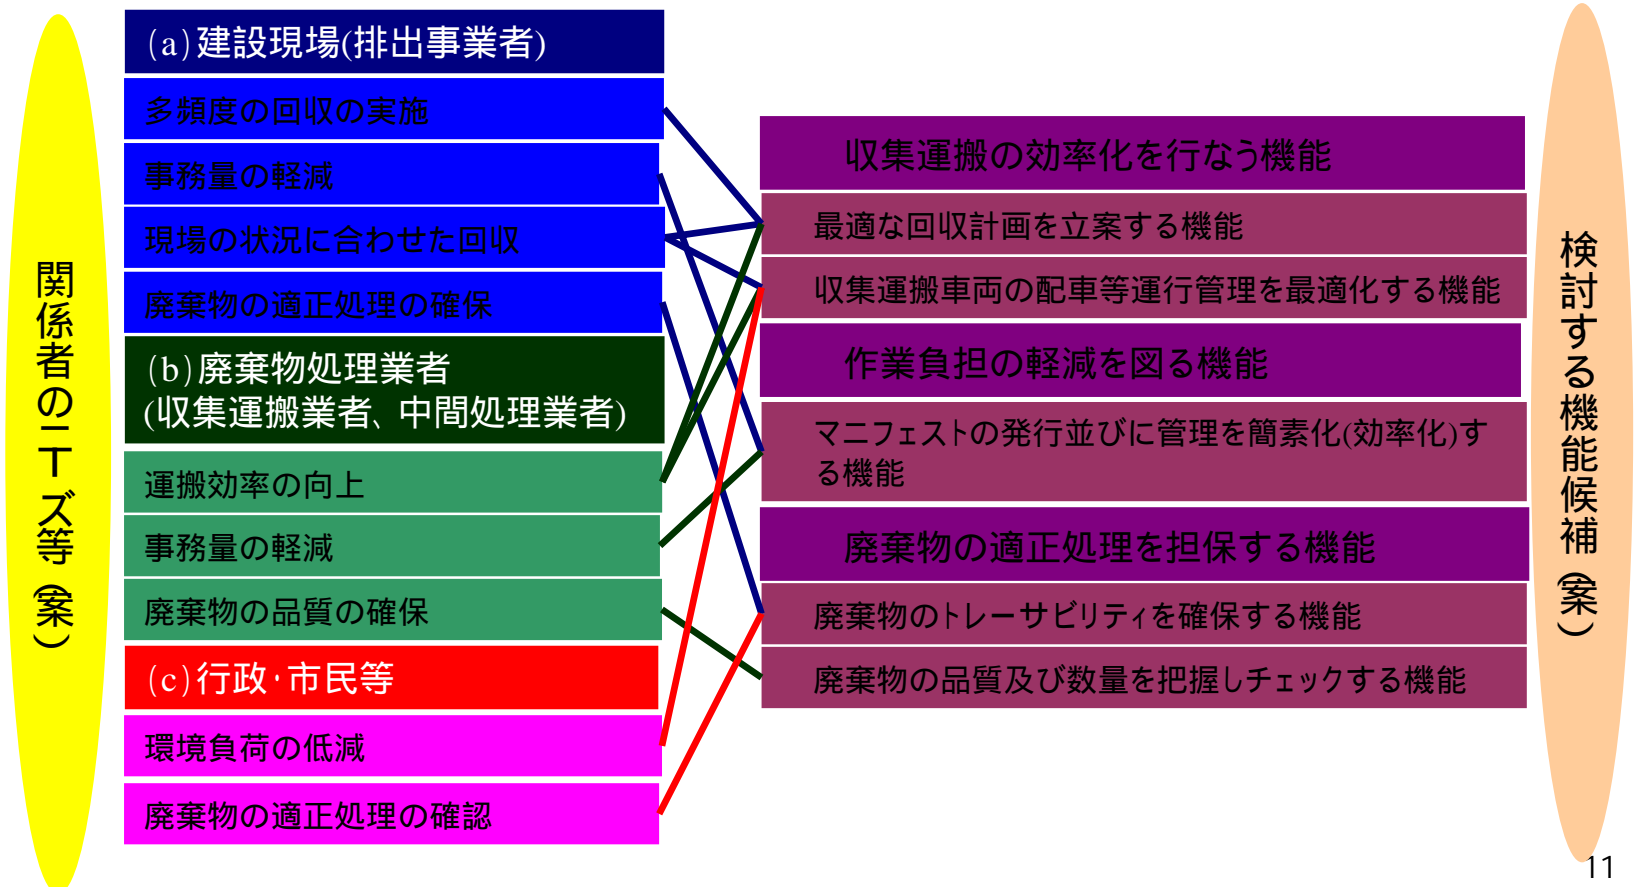 関係者のニーズ等（案）
(a)建設現場(排出事業者)
多頻度の回収の実施
事務量の軽減
現場の状況に合わせた回収
廃棄物の適正処理の確保
(b)廃棄物処理業者
(収集運搬業者、中間処理業者)
運搬効率の向上
事務量の軽減
廃棄物の品質の確保
(c)行政・市民等
環境負荷の低減
廃棄物の適正処理の確認
収集運搬の効率化を行なう機能
最適な回収計画を立案する機能
収集運搬車両の配車等運行管理を最適化する機能
作業負担の軽減を図る機能
マニフェストの発行並びに管理を簡素化(効率化)す
る機能
廃棄物の適正処理を担保する機能
廃棄物のトレーサビリティを確保する機能
廃棄物の品質及び数量を把握しチェックする機能
検討する機能候補（案）
11